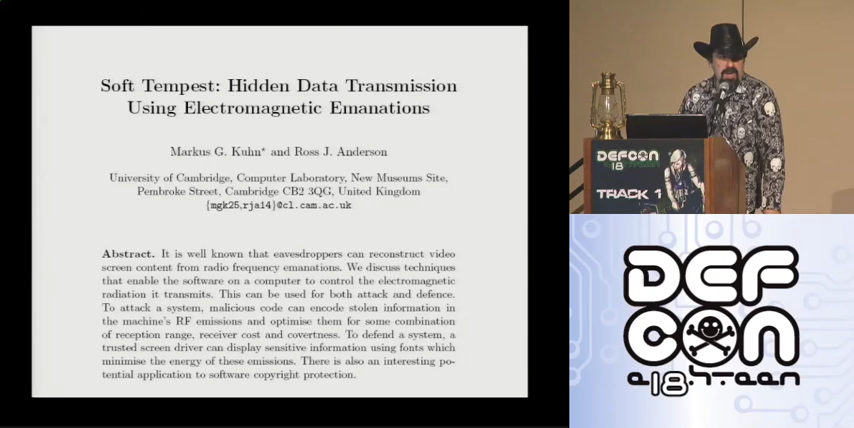 Soft Tempest: Hidden Data Transmission
Using Electromagnetic Emanations
Markus G. Kuhn* and Ross J. Anderson
University of Cambridge, Computer Laboratory, New Museums Site,
Pembroke Street, Cambridge CB2 3QG, United Kingdom
{mgk25,rja14}@cl.cam.ac.uk
Abstract. It is well known that eavesdroppers can reconstruct video
screen content from radio frequency emanations. We discuss techniques
that enable the software on a computer to control the electromagnetic
radiation it transmits. This can be used for both attack and defence.
To attack a system, malicious code can encode stolen information in
the machine's RF emissions and optimise them for some combination
of reception range, receiver cost and covertness. To defend a system, a
trusted screen driver can display sensitive information using fonts which
minimise the energy of these emissions. There is also an interesting po-
tential application to software copyright protection.
DEFCON
18
TRACK 1
DEF
CON
e18hteen